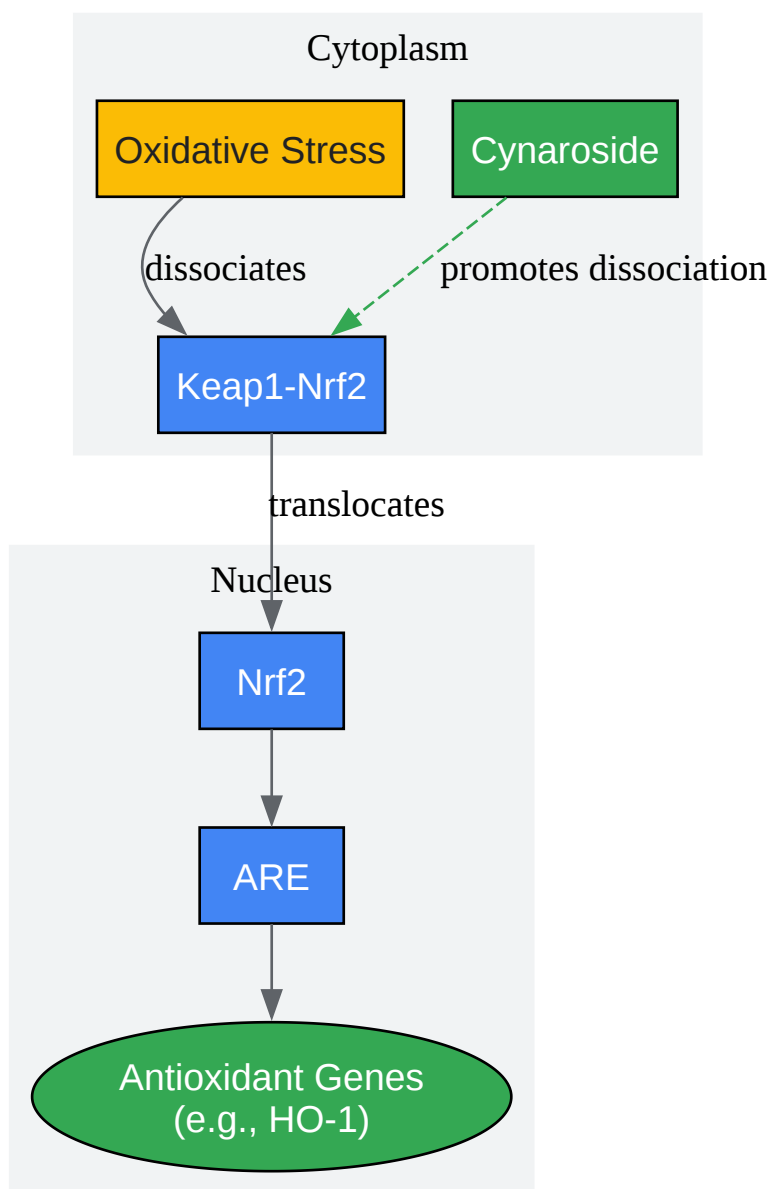 Cytoplasm
Oxidative Stress
Cynaroside
dissociates
promotes dissociation
Keap1-Nrf2
translocates
Nucleus
Nrf2
ARE
Antioxidant Genes
(e.g., HO-1)